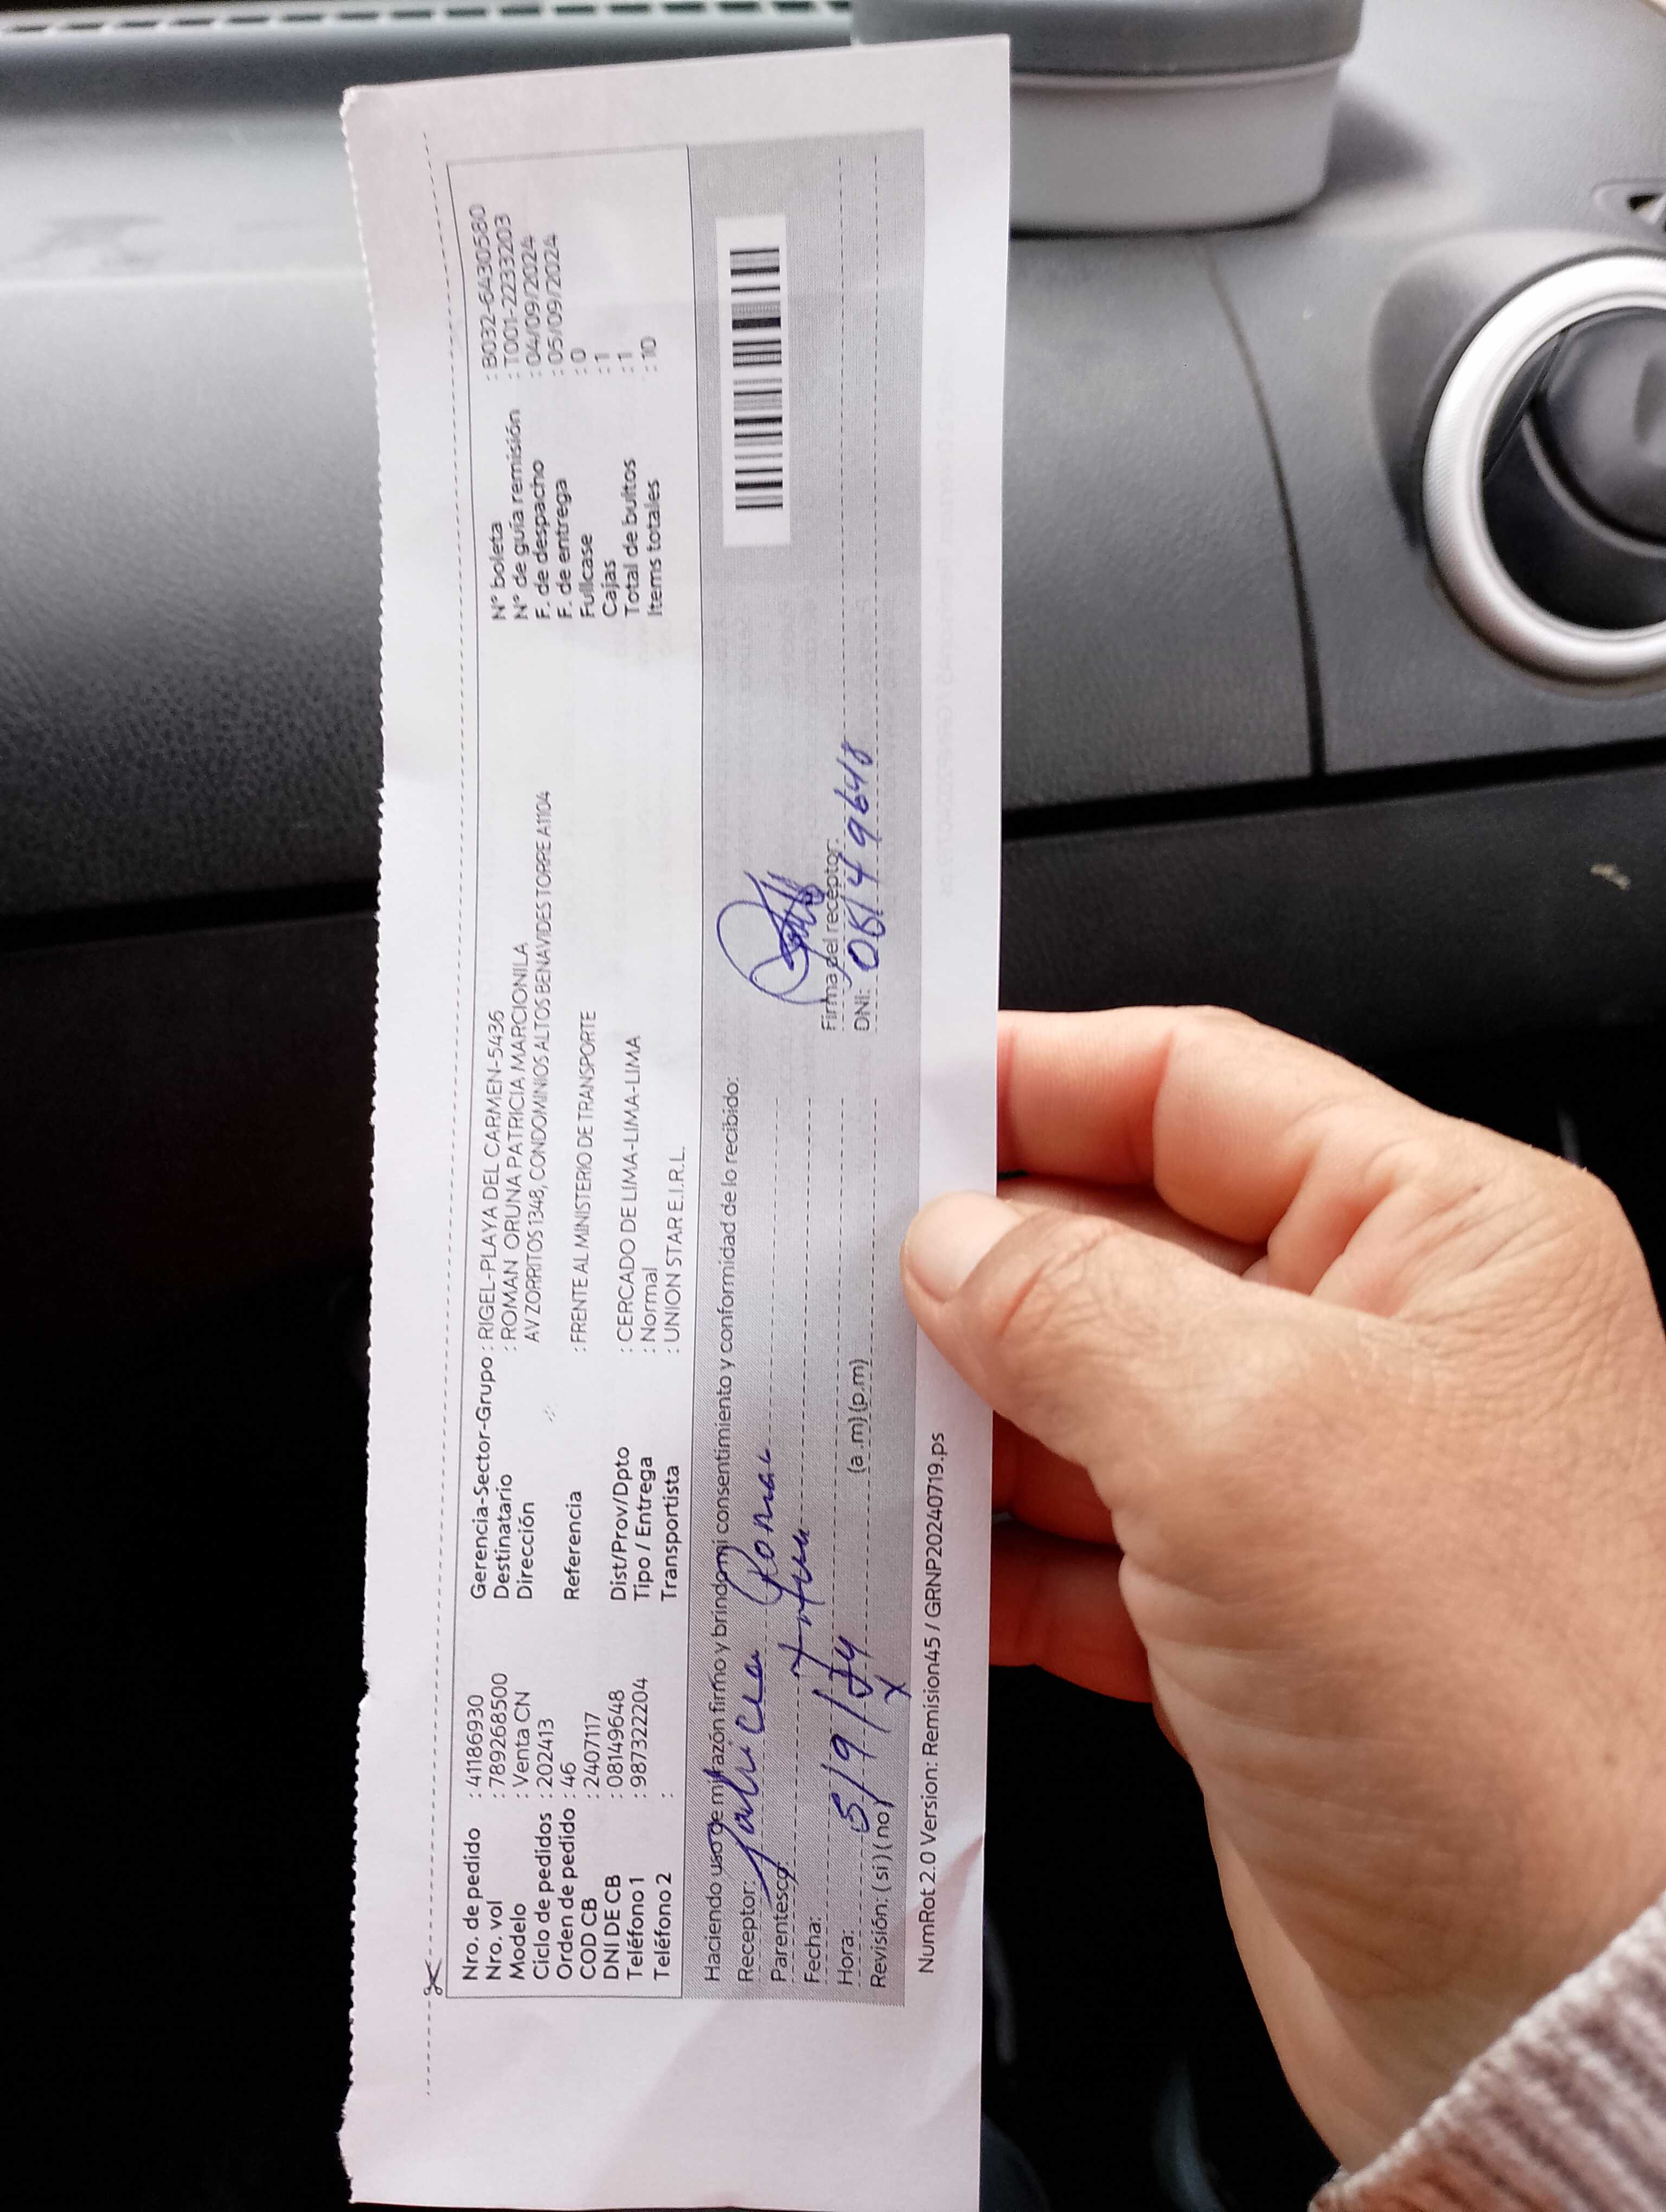 Nro. de pedido : 41186930
Nro. vol : 789268500
Modelo : Venta CN
Ciclo de pedidos : 202413
Orden de pedido : 46
COD CB : 2407117
DNI DE CB : 08149648
Teléfono 1 : 987322204
Teléfono 2 :
Gerencia-Sector-Grupo : RIGEL-PLAYA DEL CARMEN-5436
Destinatario : ROMAN ORUNA PATRICIA MARCIONILA
Dirección AV ZORRITOS 1348, CONDOMINIOS ALTOS BENAVIDES TORRE A1104
Referencia : FRENTE AL MINISTERIO DE TRANSPORTE
Dist/Prov/Dpto : CERCADO DE LIMA-LIMA-LIMA
Tipo / Entrega : Normal
Transportista : UNION STAR E.I.R.L.
N° boleta : B032-6430580
N° de guía remisión : T001-22333203
F. de despacho : 04/09/2024
F. de entrega : 05/09/2024
Fullcase : 0
Cajas : 1
Total de bultos : 1
Items totales : 10
Haciendo uso de mi razón firmo y brindo mi consentimiento y conformidad de lo recibido:
Receptor: Patricia Roman
Parentesco:
Fecha: 5/9/24
Hora: (a.m) (p.m)
Revisión: ( si ) ( no ) x
Firma del receptor:
DNI: 08149648
NumRot 2.0 Version: Remision45 / GRNP20240719.ps